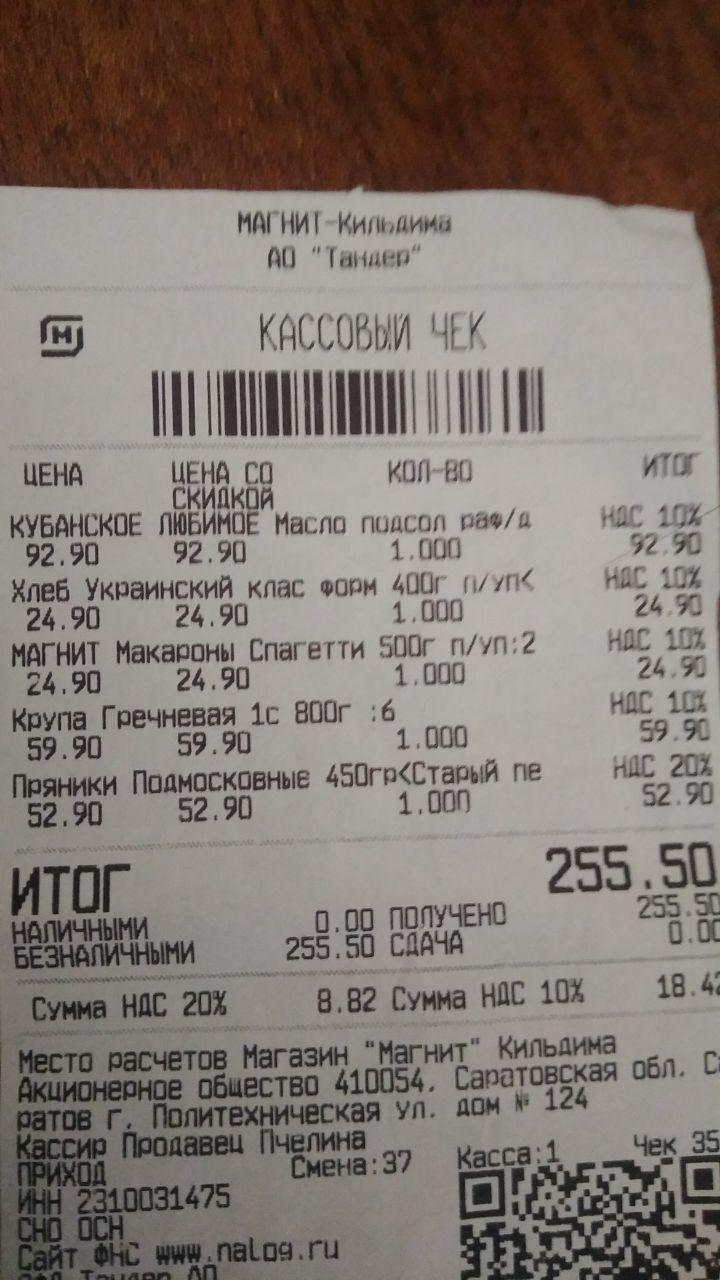 МАГНИТ-Кильдима
АО "Тандер"
КАССОВЫЙ ЧЕК
ЦЕНА ЦЕНА СО СКИДКОЙ КОЛ-ВО ИТОГ
КУБАНСКОЕ ЛЮБИМОЕ Масло подсол раф/д НДС 10%
92.90 92.90 1.000 92.90
Хлеб Украинский клас форм 400г п/уп< НДС 10%
24.90 24.90 1.000 24.90
МАГНИТ Макароны Спагетти 500г п/уп:2 НДС 10%
24.90 24.90 1.000 24.90
Крупа Гречневая 1с 800г :6 НДС 10%
59.90 59.90 1.000 59.90
Пряники Подмосковные 450гр<Старый пе НДС 20%
52.90 52.90 1.000 52.90
ИТОГ 255.50
НАЛИЧНЫМИ 0.00 ПОЛУЧЕНО 255.50
БЕЗНАЛИЧНЫМИ 255.50 СДАЧА 0.00
Сумма НДС 20% 8.82 Сумма НДС 10% 18.42
Место расчетов Магазин "Магнит" Кильдима
Акционерное общество 410054, Саратовская обл. Са
ратов г, Политехническая ул. дом № 124
Кассир Продавец Пчелина
ПРИХОД Смена:37 Касса:1 Чек 35
ИНН 2310031475
СНО ОСН
Сайт ФНС www.nalog.ru
Тандер АО